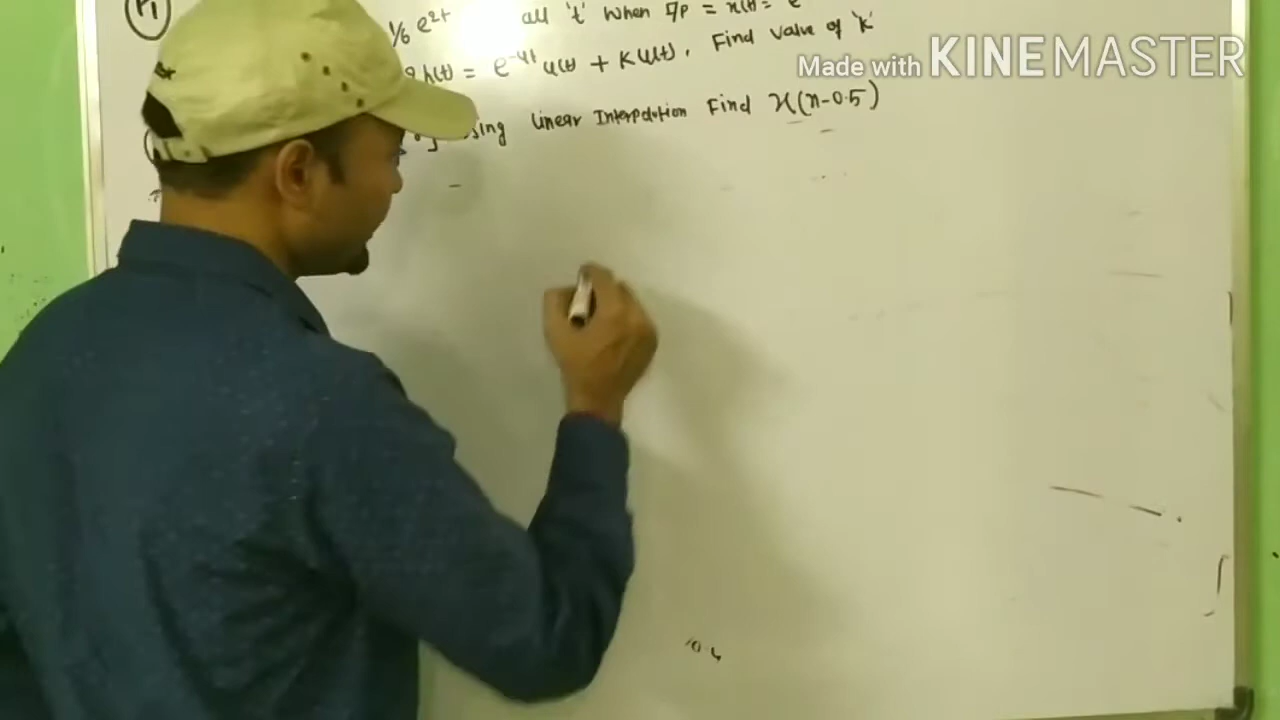 P1 1/6 e^2t all 't' when I/P = x(t) = e
h(t) = e^-4t u(t) + K u(t). Find value of 'K'
Made with KINEMASTER
using Linear Interpolation Find x(n-0.5)